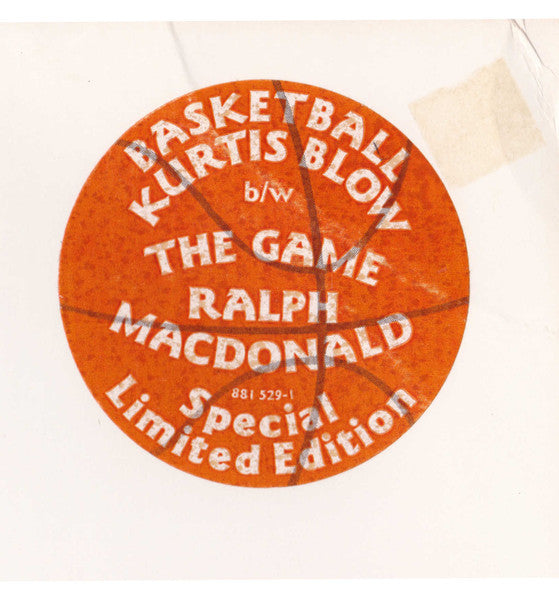 BASKETBALL
KURTIS BLOW
b/w
THE GAME
RALPH
MACDONALD
881 529-1
Special
Limited Edition